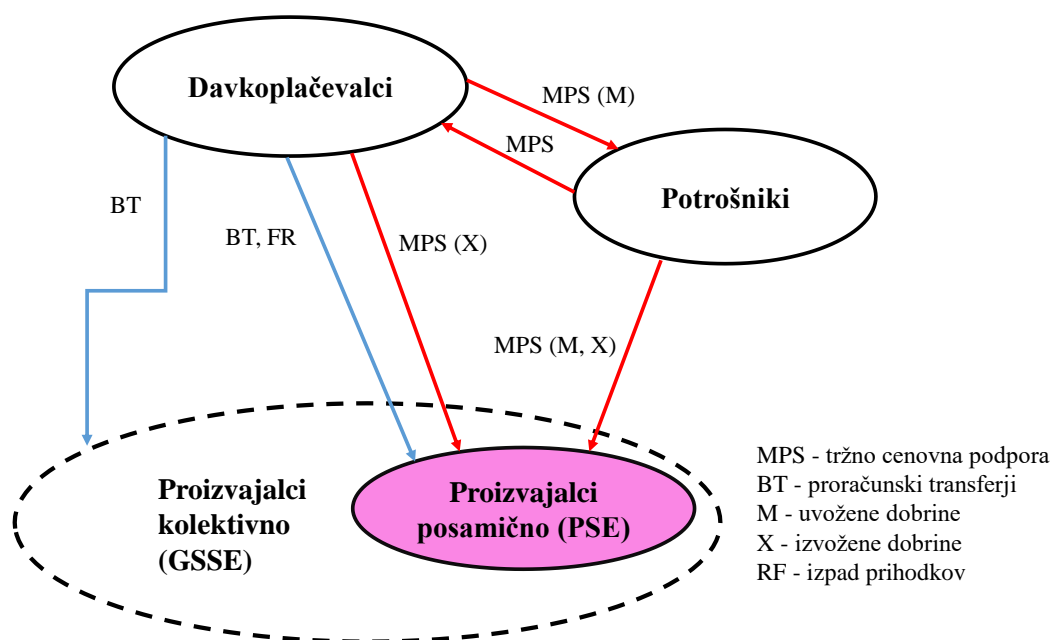 Davkoplačevalci
MPS (M)
MPS
Potrošniki
BT
BT, FR
MPS (X)
MPS (M, X)
Proizvajalci
kolektivno
(GSSE)
Proizvajalci
posamično (PSE)
MPS - tržno cenovna podpora
BT - proračunski transferji
M - uvožene dobrine
X - izvožene dobrine
RF - izpad prihodkov